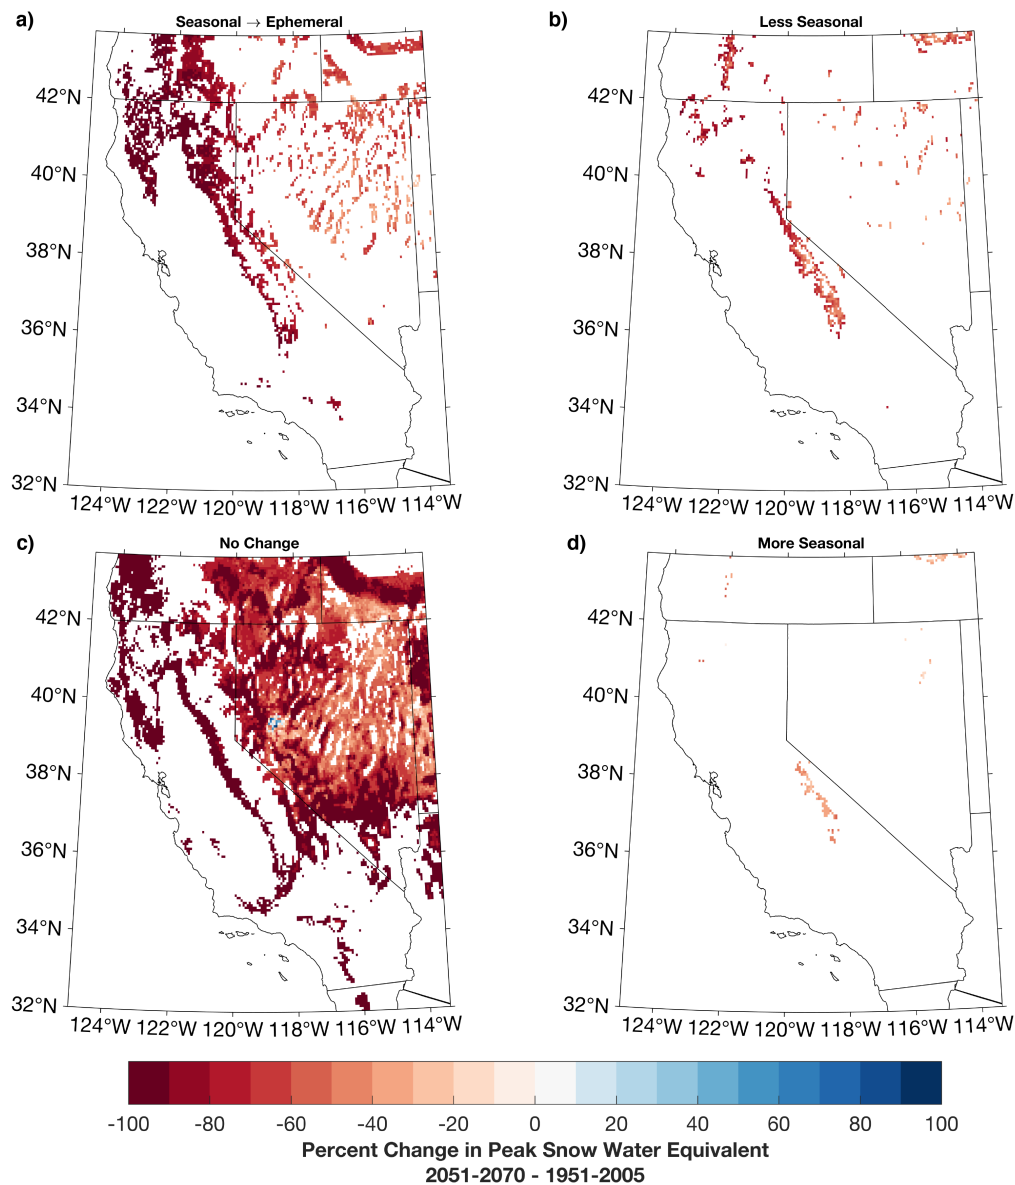 a)
Seasonal → Ephemeral
42°N
40°N
38°N
36°N
34°N
32°N
124°W 122°W 120°W 118°W 116°W 114°W
b)
Less Seasonal
42°N
40°N
38°N
36°N
34°N
32°N
124°W 122°W 120°W 118°W 116°W 114°W
c)
No Change
42°N
40°N
38°N
36°N
34°N
32°N
124°W 122°W 120°W 118°W 116°W 114°W
d)
More Seasonal
42°N
40°N
38°N
36°N
34°N
32°N
124°W 122°W 120°W 118°W 116°W 114°W
-100 -80 -60 -40 -20 0 20 40 60 80 100
Percent Change in Peak Snow Water Equivalent
2051-2070 - 1951-2005